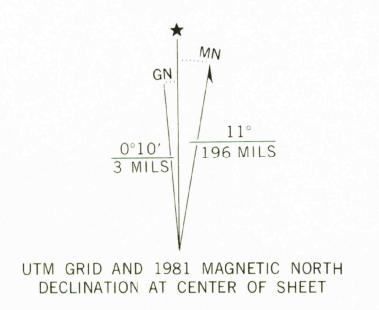 MN
GN
0°10'
3 MILS
11°
196 MILS
UTM GRID AND 1981 MAGNETIC NORTH
DECLINATION AT CENTER OF SHEET